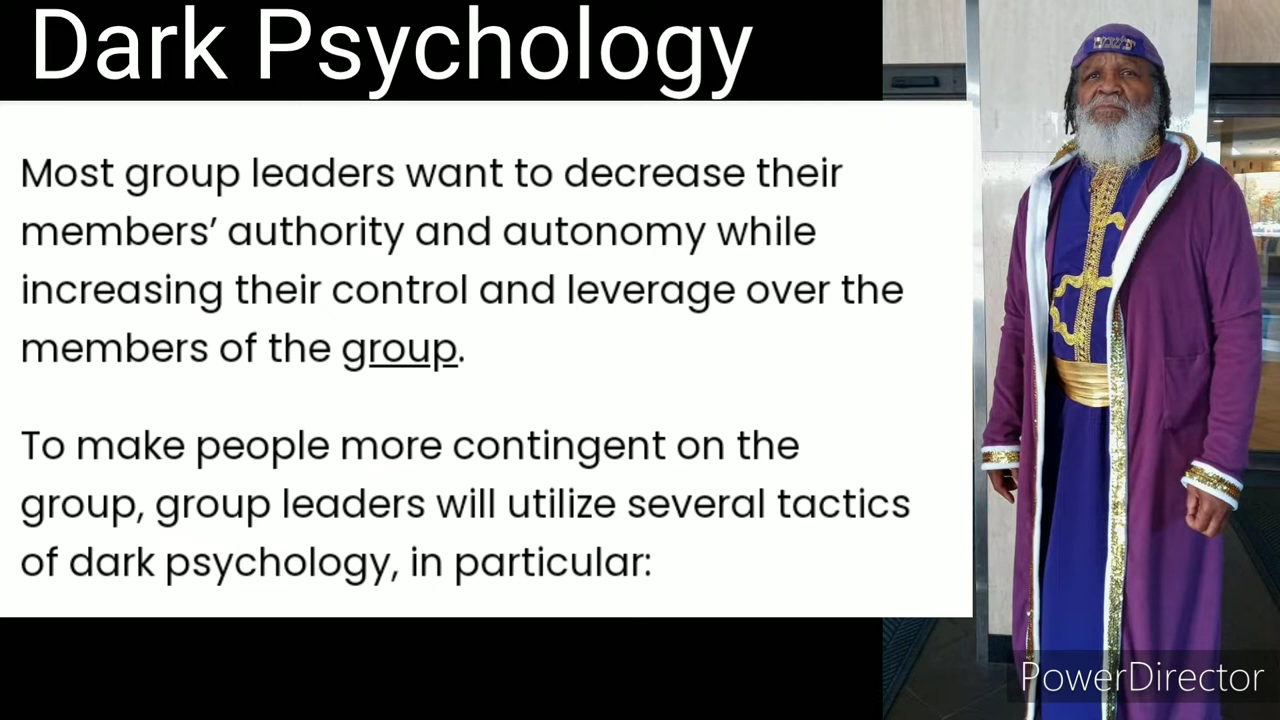 Dark Psychology
Most group leaders want to decrease their
members’ authority and autonomy while
increasing their control and leverage over the
members of the group.
To make people more contingent on the
group, group leaders will utilize several tactics
of dark psychology, in particular:
PowerDirector